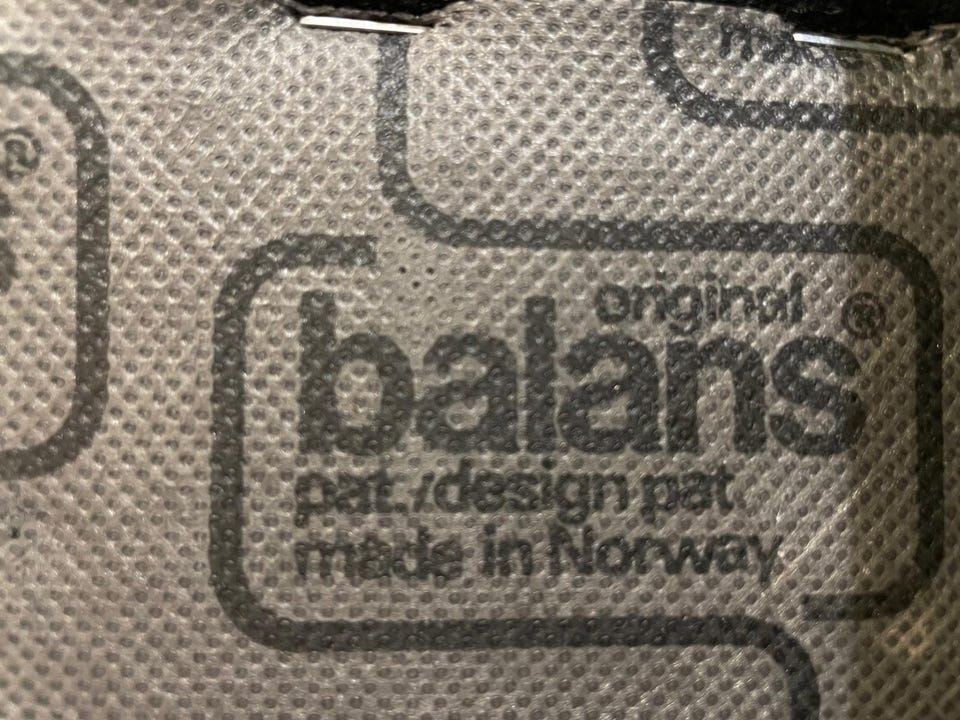 original
balans®
pat./design pat
made in Norway
®